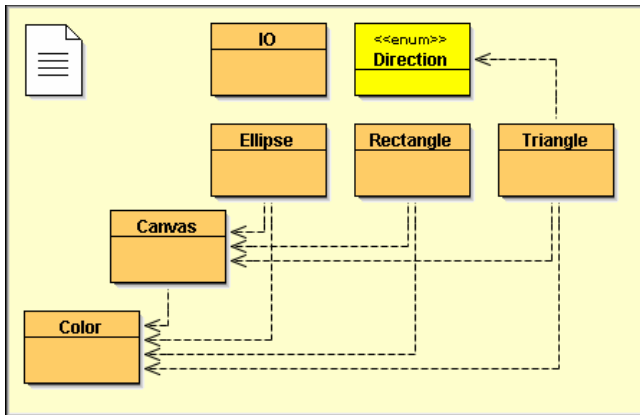 IO
<<enum>>
Direction
Ellipse
Rectangle
Triangle
Canvas
Color